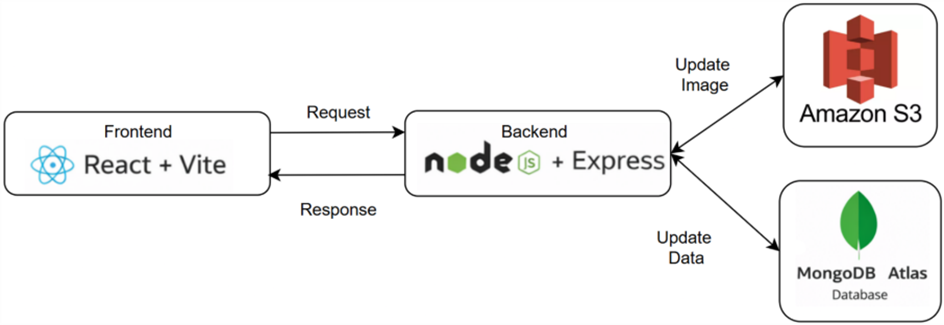 Frontend
React + Vite
Request
Response
Backend
node JS + Express
Update
Image
Amazon S3
Update
Data
MongoDB Atlas
Database